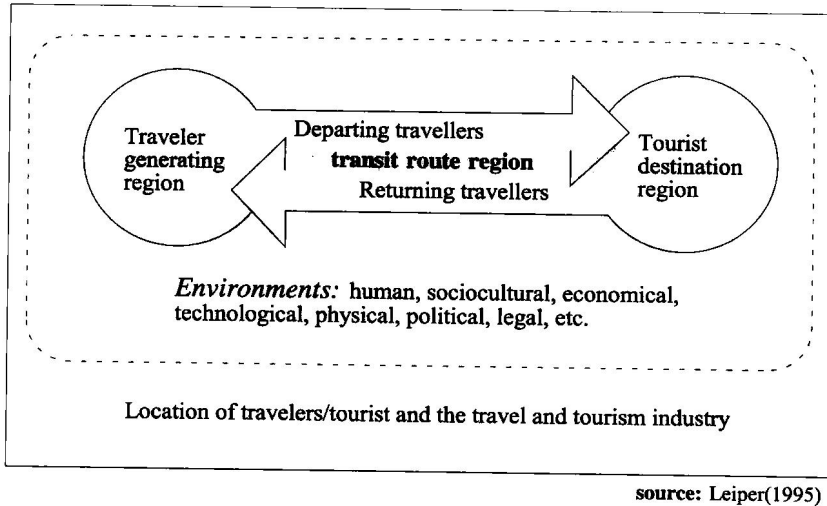 Traveler
generating
region
Departing travellers
transit route region
Returning travellers
Tourist
destination
region
Environments: human, sociocultural, economical,
technological, physical, political, legal, etc.
Location of travelers/tourist and the travel and tourism industry
source: Leiper(1995)